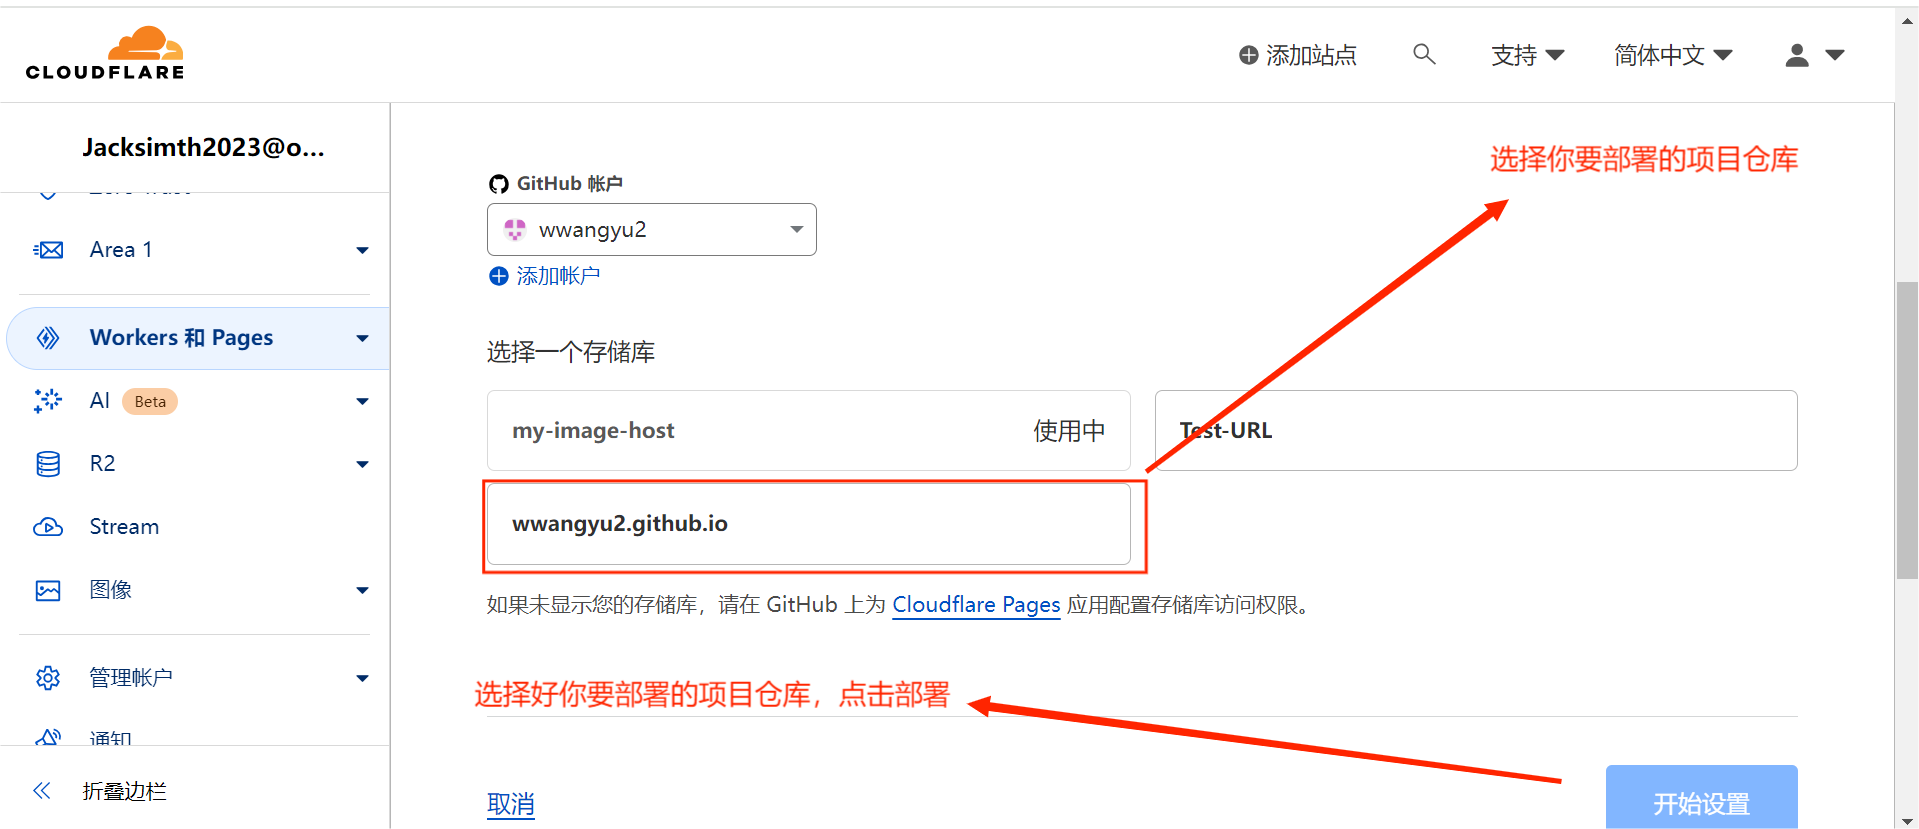 CLOUDFLARE
添加站点
支持
简体中文
Jacksimth2023@o...
Area 1
Workers 和 Pages
AI Beta
R2
Stream
图像
管理帐户
通知
折叠边栏
选择你要部署的项目仓库
GitHub 帐户
wwangyu2
添加帐户
选择一个存储库
my-image-host 使用中
Test-URL
wwangyu2.github.io
如果未显示您的存储库，请在 GitHub 上为 Cloudflare Pages 应用配置存储库访问权限。
选择好你要部署的项目仓库，点击部署
取消
开始设置